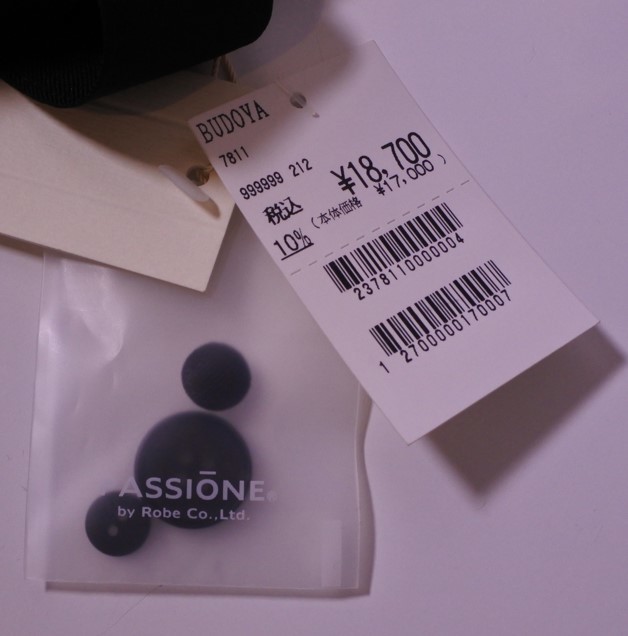 BUDOYA
7811
999999 212
税込 ¥18,700
10% (本体価格 ¥17,000)
2378110000004
1 2700000170007
ASSIŌNE®
by Robe Co.,Ltd.